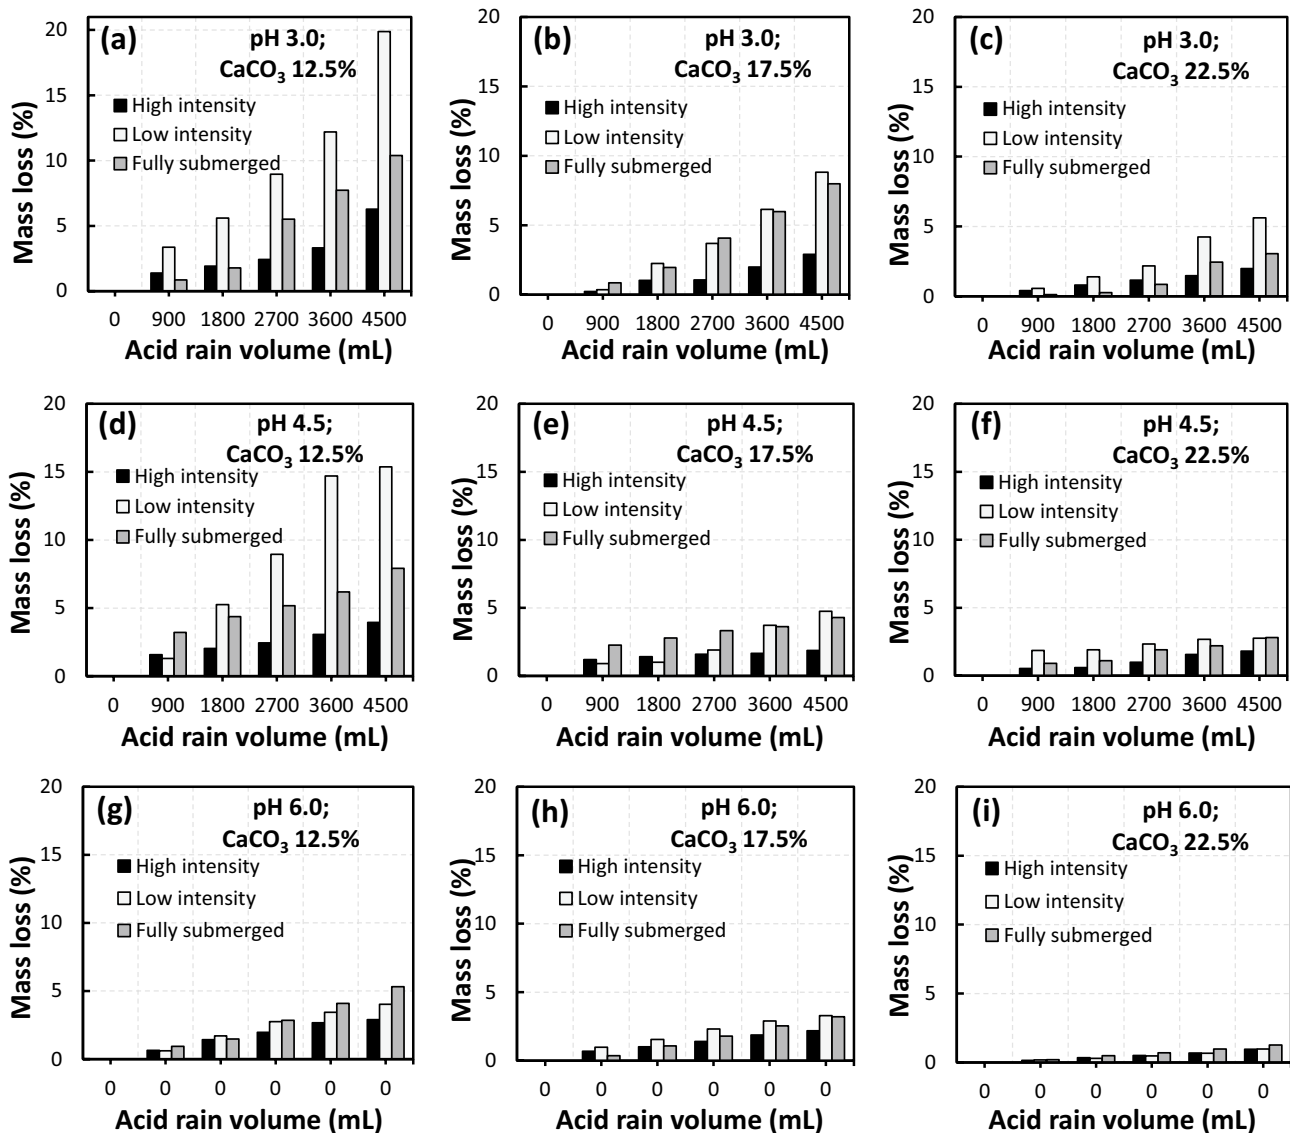 (a)
pH 3.0;
CaCO₃ 12.5%
High intensity
Low intensity
Fully submerged
Mass loss (%)
20
15
10
5
0
0 900 1800 2700 3600 4500
Acid rain volume (mL)
(b)
pH 3.0;
CaCO₃ 17.5%
High intensity
Low intensity
Fully submerged
Mass loss (%)
20
15
10
5
0
0 900 1800 2700 3600 4500
Acid rain volume (mL)
(c)
pH 3.0;
CaCO₃ 22.5%
High intensity
Low intensity
Fully submerged
Mass loss (%)
20
15
10
5
0
0 900 1800 2700 3600 4500
Acid rain volume (mL)
(d)
pH 4.5;
CaCO₃ 12.5%
High intensity
Low intensity
Fully submerged
Mass loss (%)
20
15
10
5
0
0 900 1800 2700 3600 4500
Acid rain volume (mL)
(e)
pH 4.5;
CaCO₃ 17.5%
High intensity
Low intensity
Fully submerged
Mass loss (%)
20
15
10
5
0
0 900 1800 2700 3600 4500
Acid rain volume (mL)
(f)
pH 4.5;
CaCO₃ 22.5%
High intensity
Low intensity
Fully submerged
Mass loss (%)
20
15
10
5
0
0 900 1800 2700 3600 4500
Acid rain volume (mL)
(g)
pH 6.0;
CaCO₃ 12.5%
High intensity
Low intensity
Fully submerged
Mass loss (%)
20
15
10
5
0
0 0 0 0 0 0
Acid rain volume (mL)
(h)
pH 6.0;
CaCO₃ 17.5%
High intensity
Low intensity
Fully submerged
Mass loss (%)
20
15
10
5
0
0 0 0 0 0 0
Acid rain volume (mL)
(i)
pH 6.0;
CaCO₃ 22.5%
High intensity
Low intensity
Fully submerged
Mass loss (%)
20
15
10
5
0
0 0 0 0 0 0
Acid rain volume (mL)